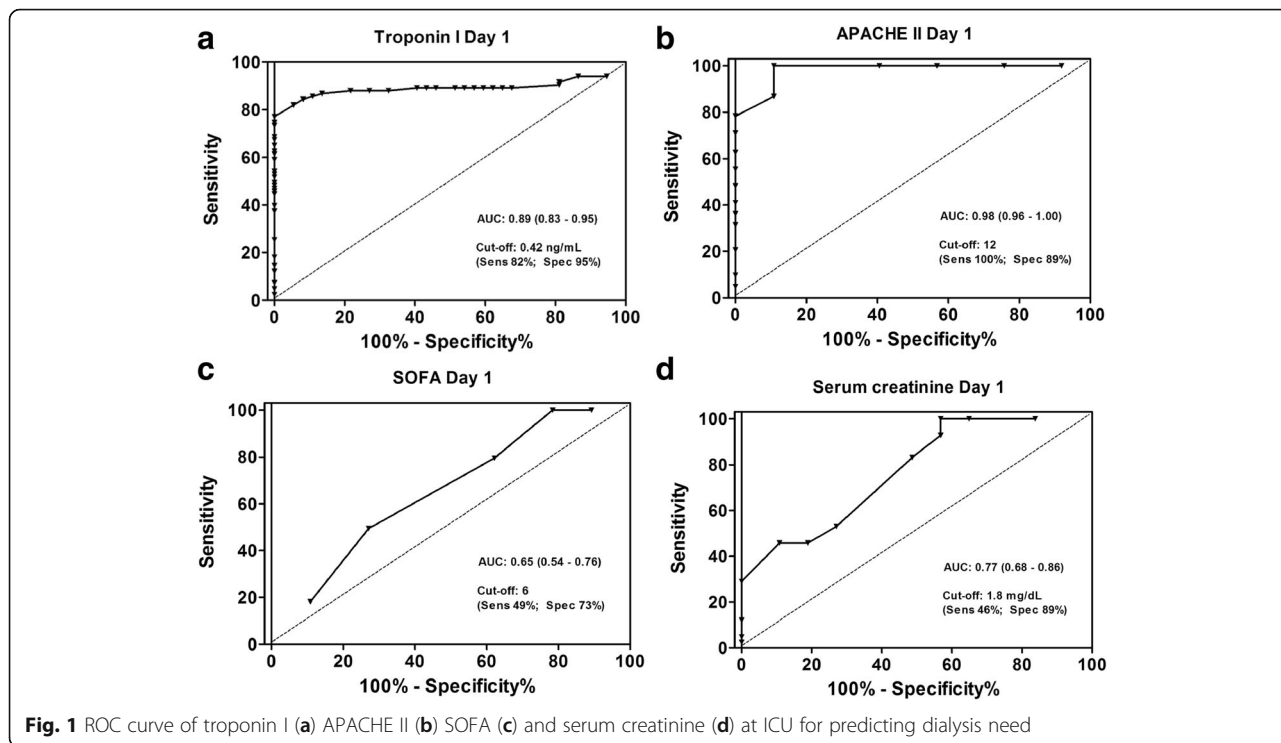 a
Troponin I Day 1
100
80
60
40
20
0
Sensitivity
0 20 40 60 80 100
100% - Specificity%
AUC: 0.89 (0.83 - 0.95)
Cut-off: 0.42 ng/mL
(Sens 82%; Spec 95%)
b
APACHE II Day 1
100
80
60
40
20
0
Sensitivity
0 20 40 60 80 100
100% - Specificity%
AUC: 0.98 (0.96 - 1.00)
Cut-off: 12
(Sens 100%; Spec 89%)
c
SOFA Day 1
100
80
60
40
20
0
Sensitivity
0 20 40 60 80 100
100% - Specificity%
AUC: 0.65 (0.54 - 0.76)
Cut-off: 6
(Sens 49%; Spec 73%)
d
Serum creatinine Day 1
100
80
60
40
20
0
Sensitivity
0 20 40 60 80 100
100% - Specificity%
AUC: 0.77 (0.68 - 0.86)
Cut-off: 1.8 mg/dL
(Sens 46%; Spec 89%)
Fig. 1 ROC curve of troponin I (a) APACHE II (b) SOFA (c) and serum creatinine (d) at ICU for predicting dialysis need